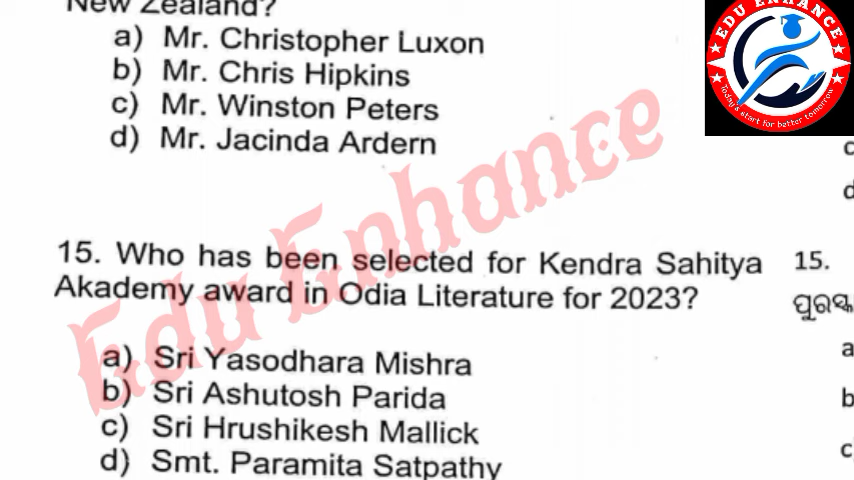 New Zealand?
a) Mr. Christopher Luxon
b) Mr. Chris Hipkins
c) Mr. Winston Peters
d) Mr. Jacinda Ardern
15. Who has been selected for Kendra Sahitya
Akademy award in Odia Literature for 2023?
a) Sri Yasodhara Mishra
b) Sri Ashutosh Parida
c) Sri Hrushikesh Mallick
d) Smt. Paramita Satpathy
Edu Enhance
EDU ENHANCE
Today's start for better tomorrow
c
d
15.
a
b
c